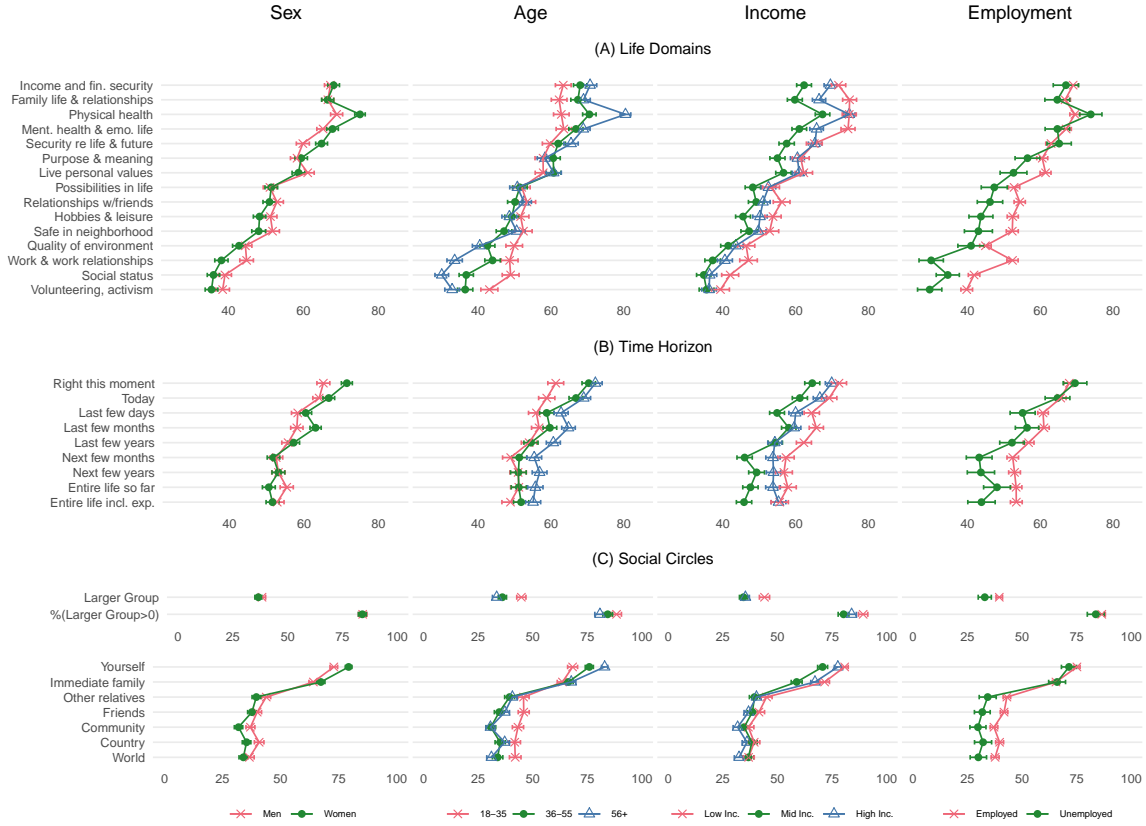 Sex Age Income Employment
(A) Life Domains
Income and fin. security
Family life & relationships
Physical health
Ment. health & emo. life
Security re life & future
Purpose & meaning
Live personal values
Possibilities in life
Relationships w/friends
Hobbies & leisure
Safe in neighborhood
Quality of environment
Work & work relationships
Social status
Volunteering, activism
40 60 80 40 60 80 40 60 80 40 60 80
(B) Time Horizon
Right this moment
Today
Last few days
Last few months
Last few years
Next few months
Next few years
Entire life so far
Entire life incl. exp.
40 60 80 40 60 80 40 60 80 40 60 80
(C) Social Circles
Larger Group
%(Larger Group>0)
0 25 50 75 100 0 25 50 75 100 0 25 50 75 100 0 25 50 75 100
Yourself
Immediate family
Other relatives
Friends
Community
Country
World
0 25 50 75 100 0 25 50 75 100 0 25 50 75 100 0 25 50 75 100
Men Women 18−35 36−55 56+ Low Inc. Mid Inc. High Inc. Employed Unemployed